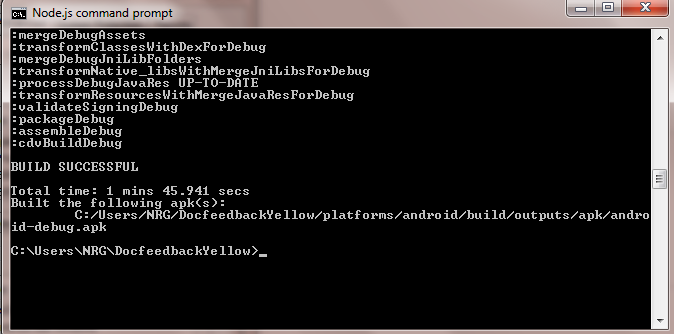 Node.js command prompt
:mergeDebugAssets
:transformClassesWithDexForDebug
:mergeDebugJniLibFolders
:transformNative_libsWithMergeJniLibsForDebug
:processDebugJavaRes UP-TO-DATE
:transformResourcesWithMergeJavaResForDebug
:validateSigningDebug
:packageDebug
:assembleDebug
:cdvBuildDebug
BUILD SUCCESSFUL
Total time: 1 mins 45.941 secs
Built the following apk(s):
C:/Users/NRG/DocfeedbackYellow/platforms/android/build/outputs/apk/andro
id-debug.apk
C:\Users\NRG\DocfeedbackYellow>_